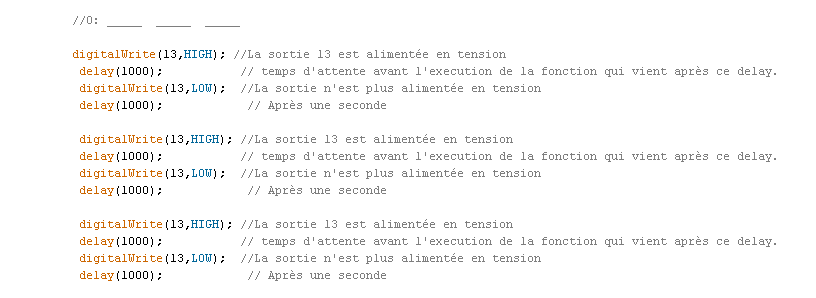 //O: _____  _____  _____
digitalWrite(13,HIGH); //La sortie 13 est alimentée en tension
delay(1000);           // temps d'attente avant l'execution de la fonction qui vient après ce delay.
digitalWrite(13,LOW);  //La sortie n'est plus alimentée en tension
delay(1000);            // Après une seconde
digitalWrite(13,HIGH); //La sortie 13 est alimentée en tension
delay(1000);           // temps d'attente avant l'execution de la fonction qui vient après ce delay.
digitalWrite(13,LOW);  //La sortie n'est plus alimentée en tension
delay(1000);            // Après une seconde
digitalWrite(13,HIGH); //La sortie 13 est alimentée en tension
delay(1000);           // temps d'attente avant l'execution de la fonction qui vient après ce delay.
digitalWrite(13,LOW);  //La sortie n'est plus alimentée en tension
delay(1000);            // Après une seconde